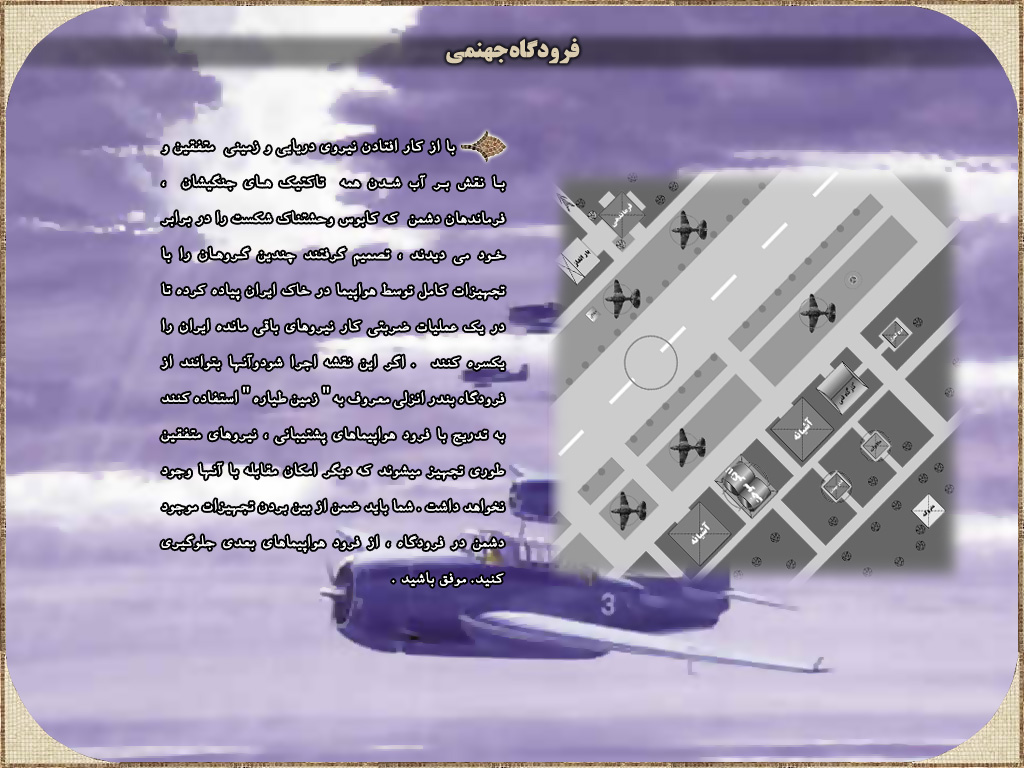 فرودگاه جهنمی
با از کار افتادن نیروی دریایی و زمینی متفقین و
با نقش بر آب شدن همه تاکتیک های جنگیشان ،
فرماندهان دشمن که کابوس وحشتناک شکست را در برابر
خود می دیدند ، تصمیم گرفتند چندین گروهان را با
تجهیزات کامل توسط هواپیما در خاک ایران پیاده کرده تا
در یک عملیات ضربتی کار نیروهای باقی مانده ایران را
یکسره کنند . اگر این نقشه اجرا شودوآنها بتوانند از
فرودگاه بندر انزلی معروف به " زمین طیاره " استفاده کنند
به تدریج با فرود هواپیماهای پشتیبانی ، نیروهای متفقین
طوری تجهیز میشوند که دیگر امکان مقابله با آنها وجود
نخواهد داشت . شما باید ضمن از بین بردن تجهیزات موجود
دشمن در فرودگاه ، از فرود هواپیماهای بعدی جلوگیری
کنید. موفق باشید .
فرماندهی
آشیانه
آشیانه
3